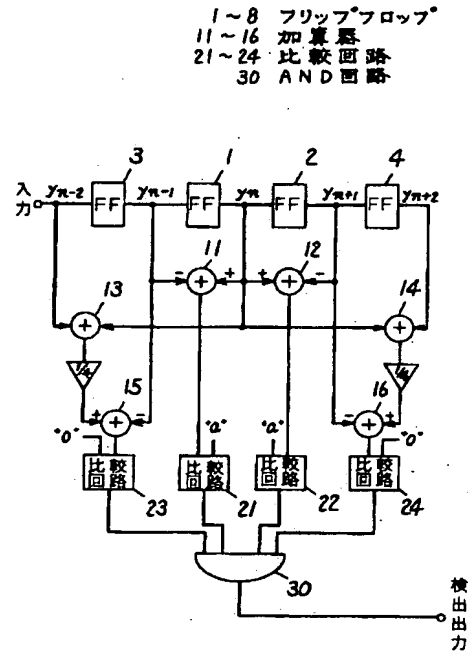 1~8 フリップフロップ
11~16 加算器
21~24 比較回路
30 AND回路
3 1 2 4
入力 yn-2 FF yn-1 FF yn FF yn+1 FF yn+2
11 12
- + + -
13 + + + + 14
1/4 1/4
15 16
+ + - - + +
"0" "a" "a" "0"
比較回路 比較回路 比較回路 比較回路
23 21 22 24
30
検出出力